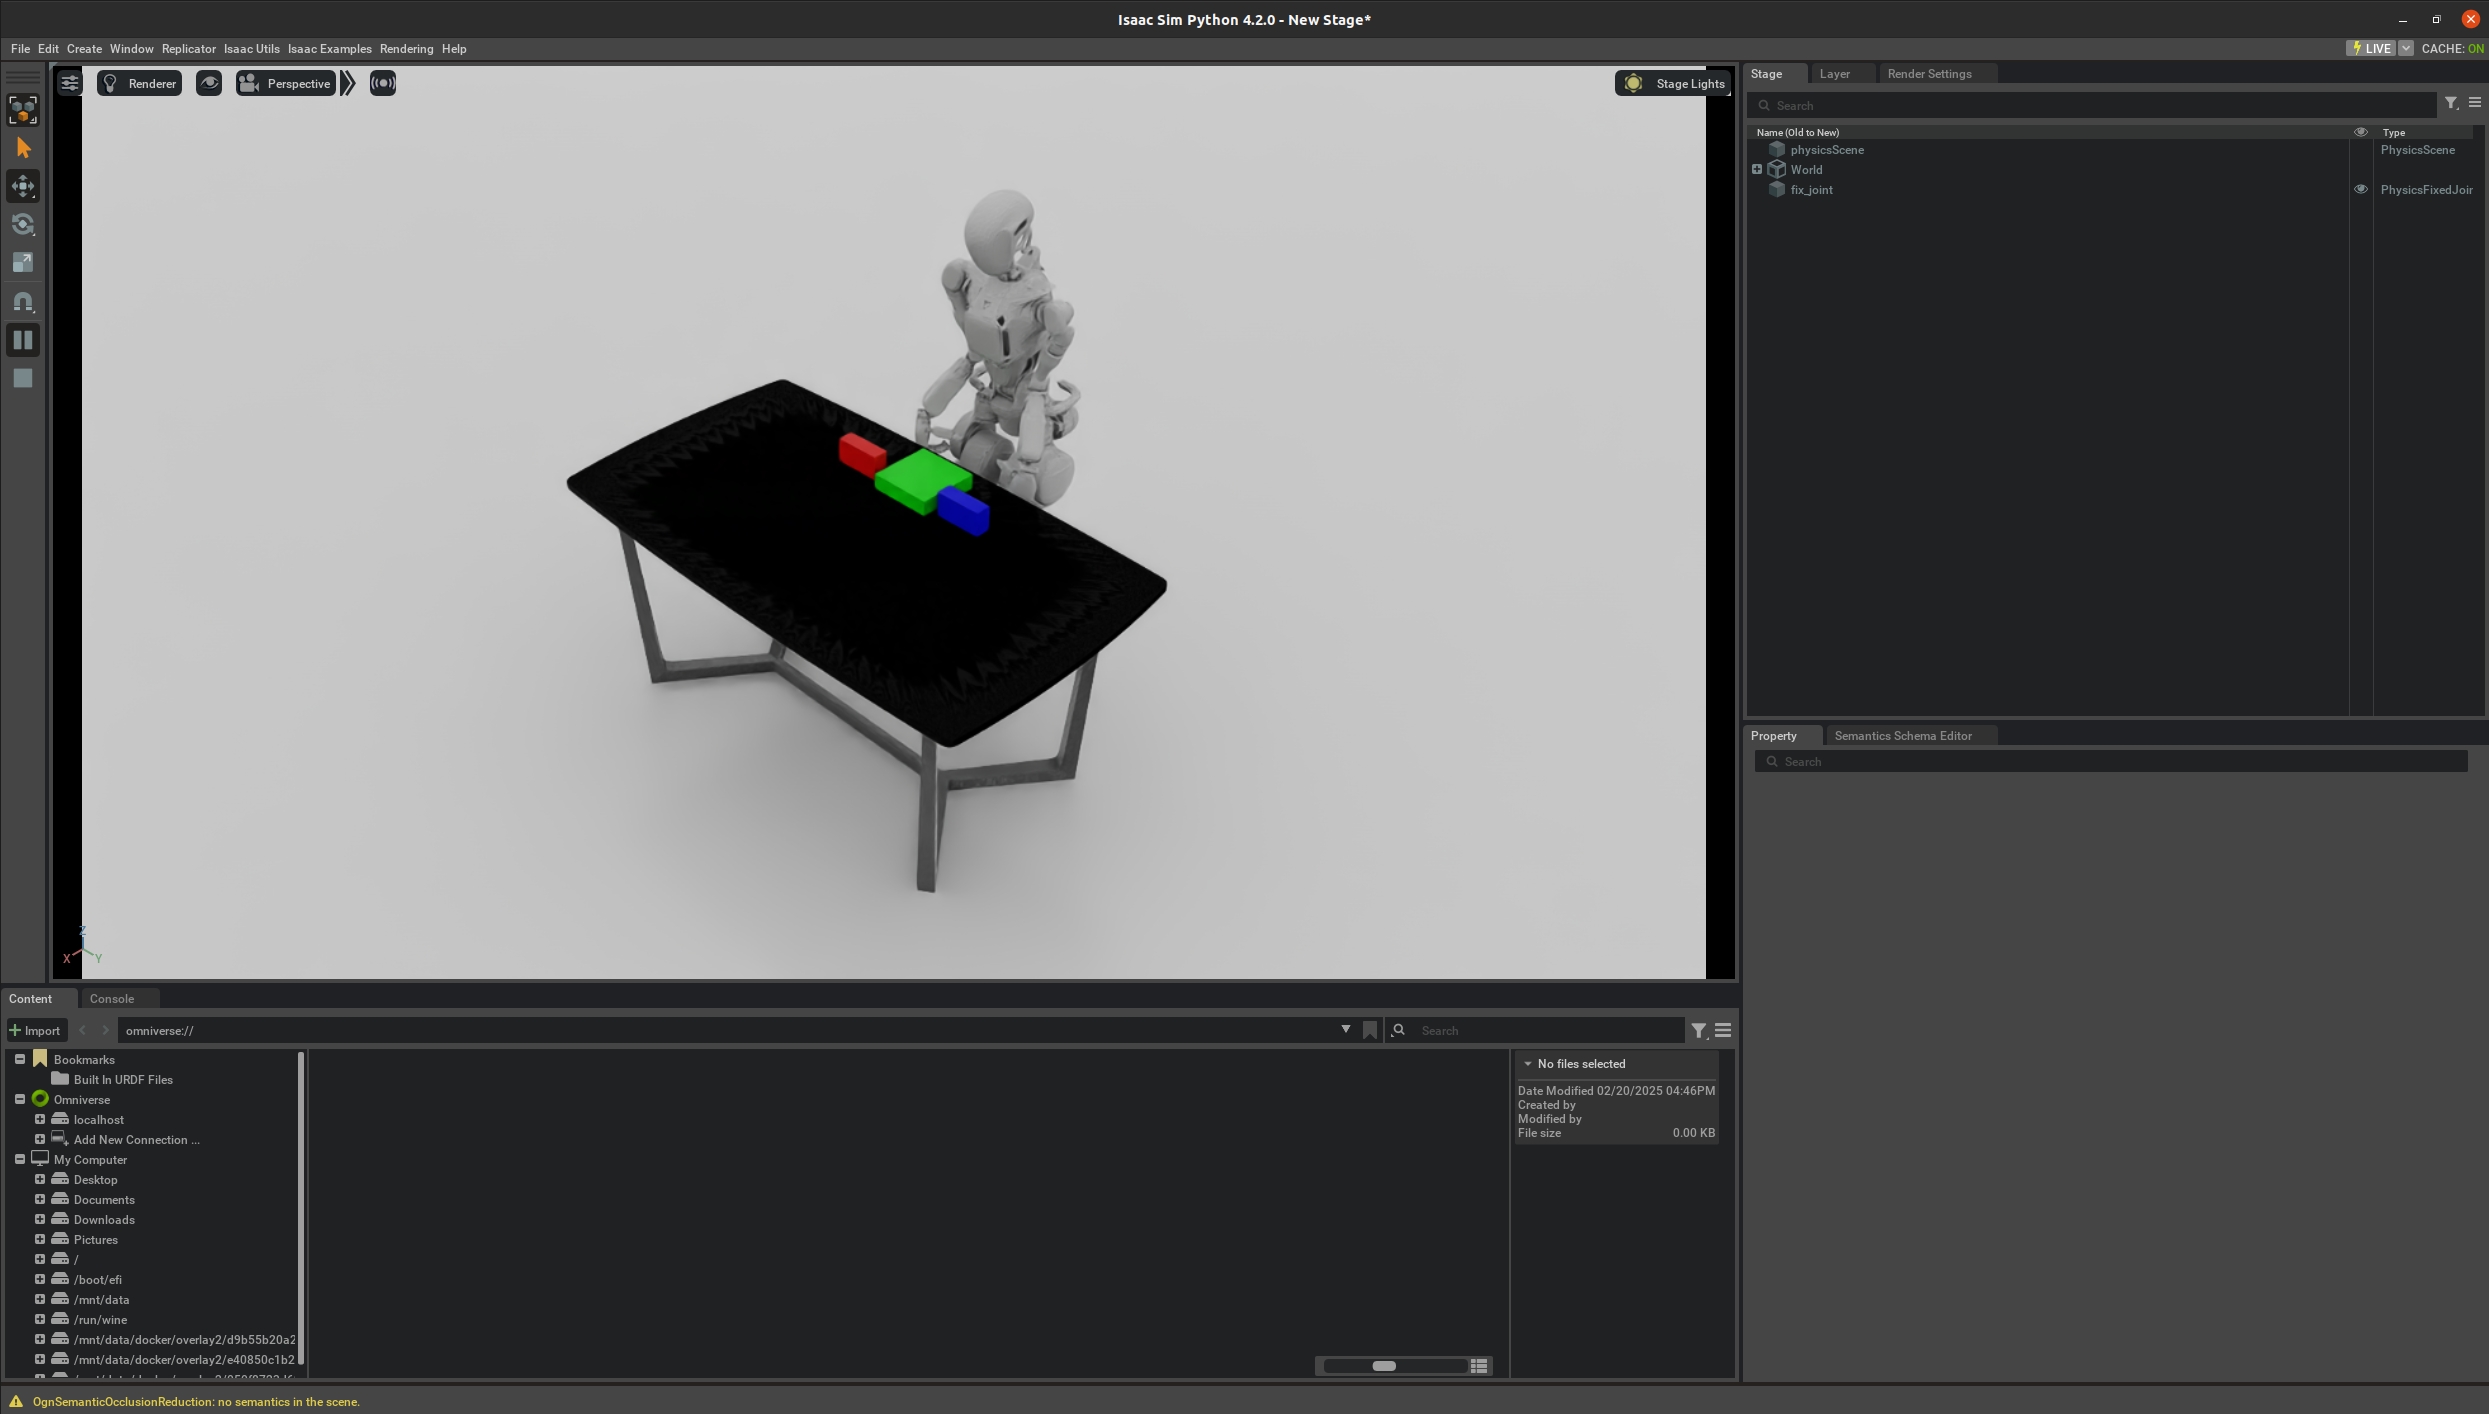 Isaac Sim Python 4.2.0 - New Stage*
File Edit Create Window Replicator Isaac Utils Isaac Examples Rendering Help
LIVE CACHE: ON
Renderer Perspective Stage Lights
Stage Layer Render Settings
Search
Name (Old to New) Type
physicsScene PhysicsScene
World
fix_joint PhysicsFixedJoir
Property Semantics Schema Editor
Search
Z
X Y
Content Console
Import omniverse:// Search
Bookmarks
Built In URDF Files
Omniverse
localhost
Add New Connection ...
My Computer
Desktop
Documents
Downloads
Pictures
/
/boot/efi
/mnt/data
/run/wine
/mnt/data/docker/overlay2/d9b55b20a2
/mnt/data/docker/overlay2/e40850c1b2
No files selected
Date Modified 02/20/2025 04:46PM
Created by
Modified by
File size 0.00 KB
OgnSemanticOcclusionReduction: no semantics in the scene.